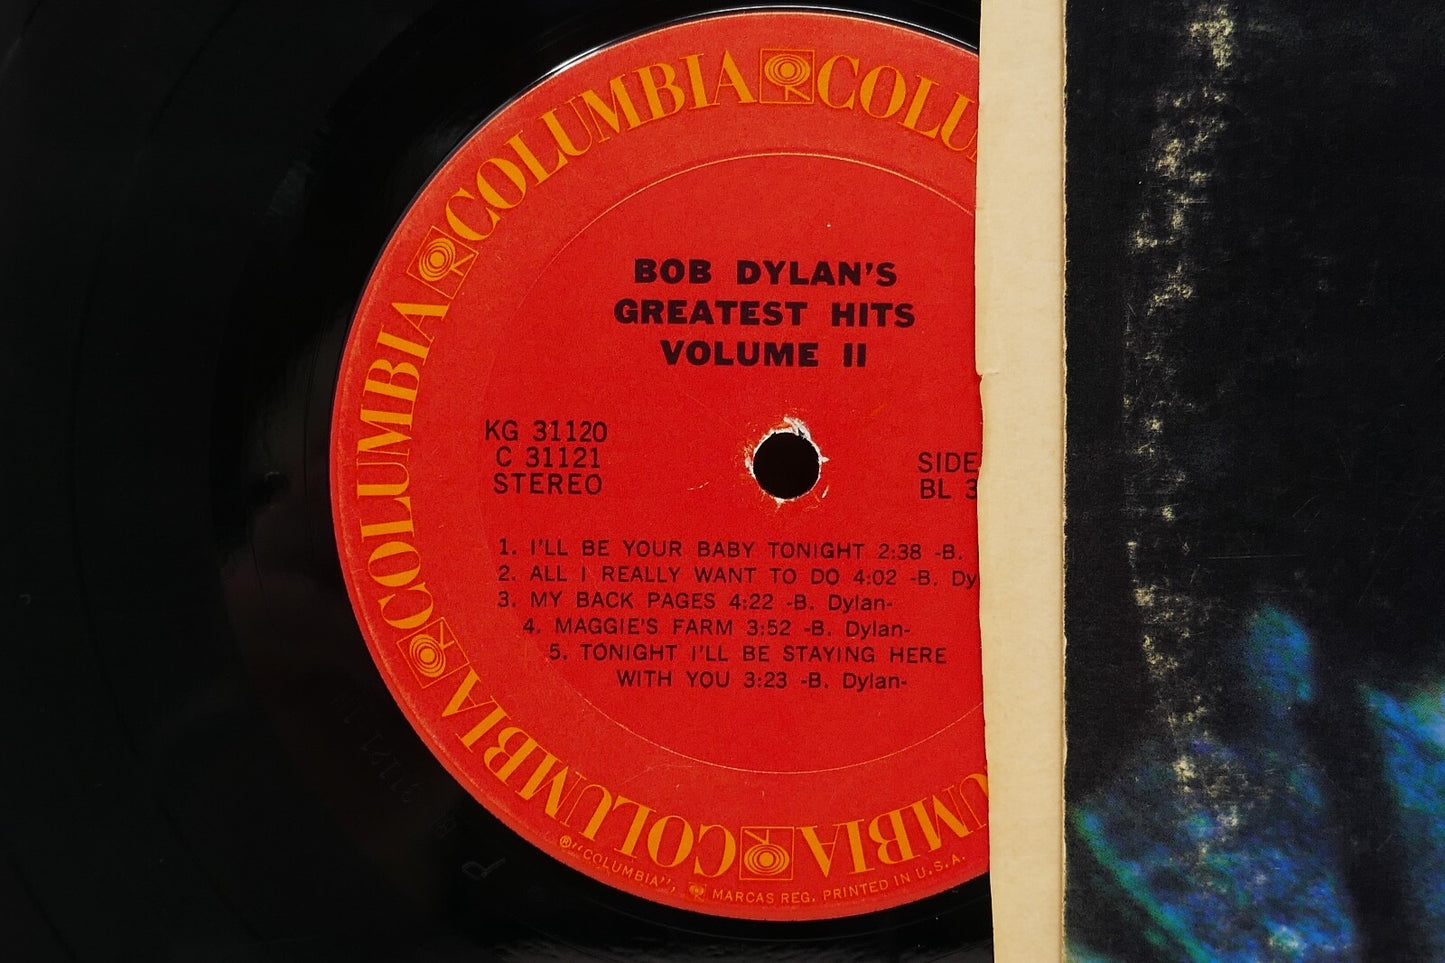 COLUMBIA COLUMBIA COLUMBIA COLUMBIA COLUMBIA
BOB DYLAN'S
GREATEST HITS
VOLUME II
KG 31120
C 31121
STEREO
SIDE
BL 3
1. I'LL BE YOUR BABY TONIGHT 2:38 -B.
2. ALL I REALLY WANT TO DO 4:02 -B. Dy
3. MY BACK PAGES 4:22 -B. Dylan-
4. MAGGIE'S FARM 3:52 -B. Dylan-
5. TONIGHT I'LL BE STAYING HERE
WITH YOU 3:23 -B. Dylan-
®"COLUMBIA", MARCAS REG. PRINTED IN U.S.A.